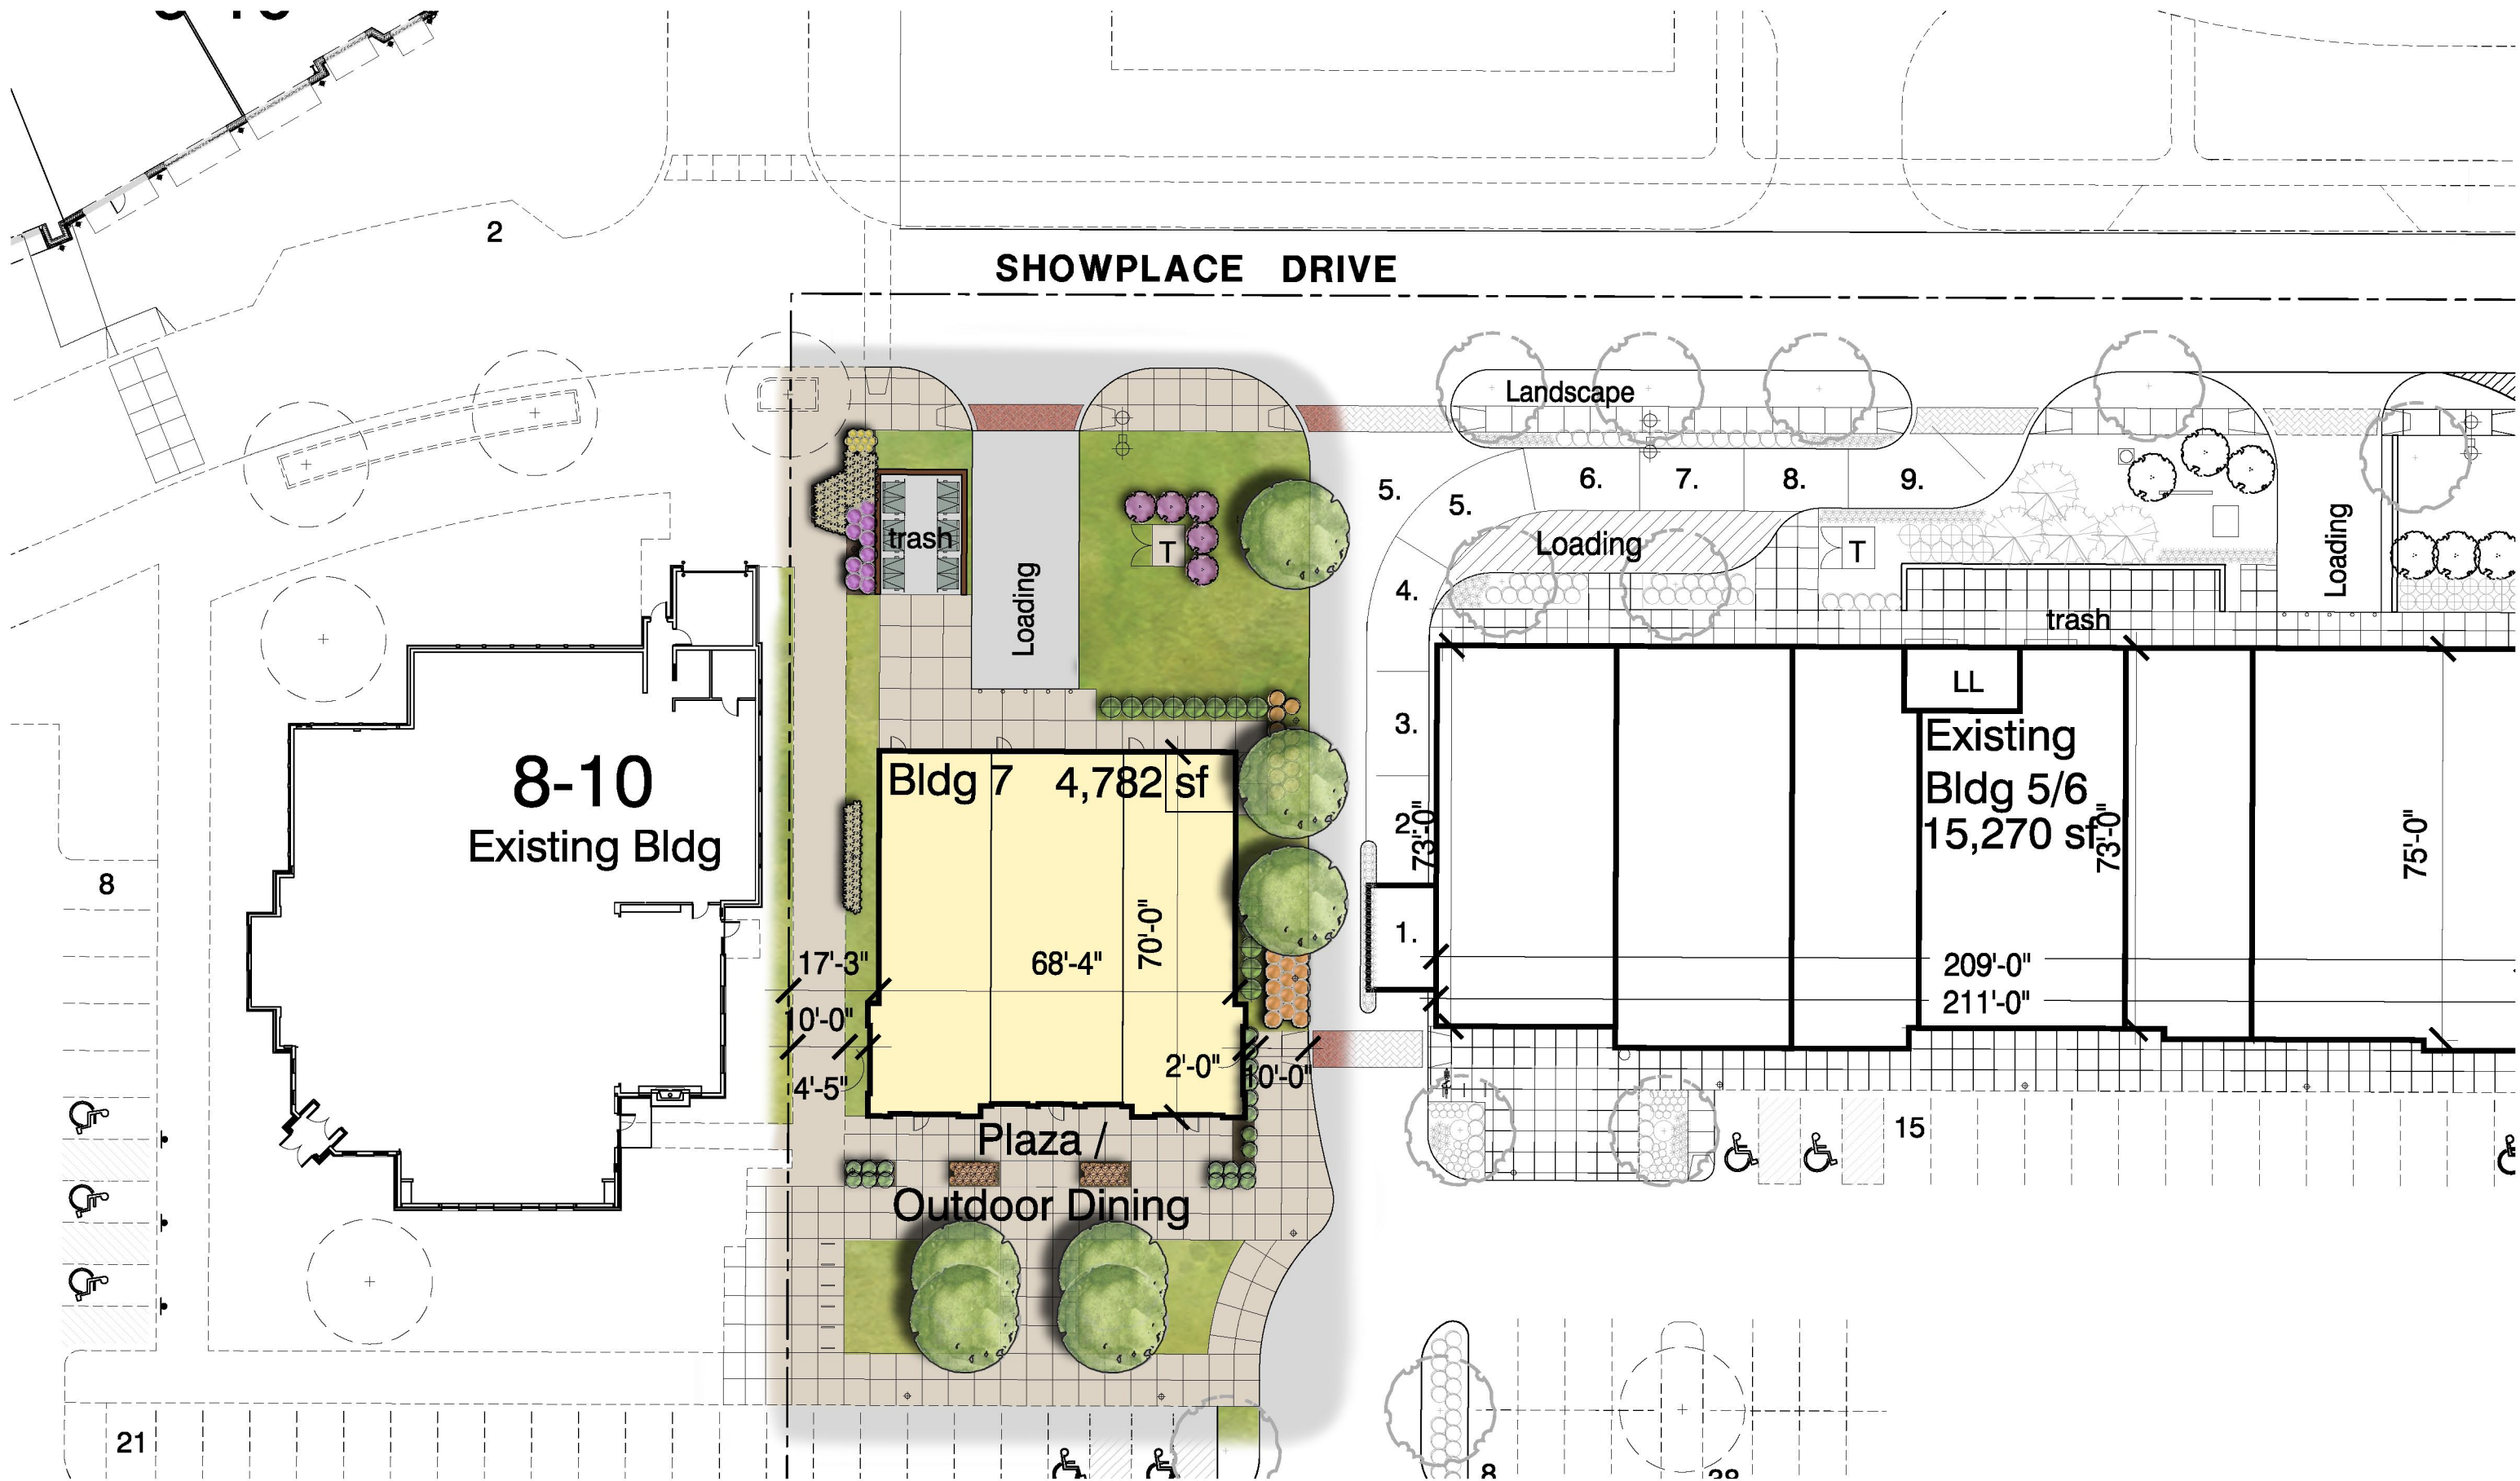 2
SHOWPLACE DRIVE
Landscape
5.
5.
6.
7.
8.
9.
trash
T
Loading
T
Loading
Loading
4.
trash
LL
3.
Existing
Bldg 5/6
15,270 sf
8-10
Existing Bldg
Bldg 7 4,782 sf
2.
73'-0"
73'-0"
75'-0"
8
1.
17'-3"
68'-4"
70'-0"
209'-0"
211'-0"
10'-0"
4'-5"
2'-0"
0'-0"
15
Plaza /
Outdoor Dining
21
8